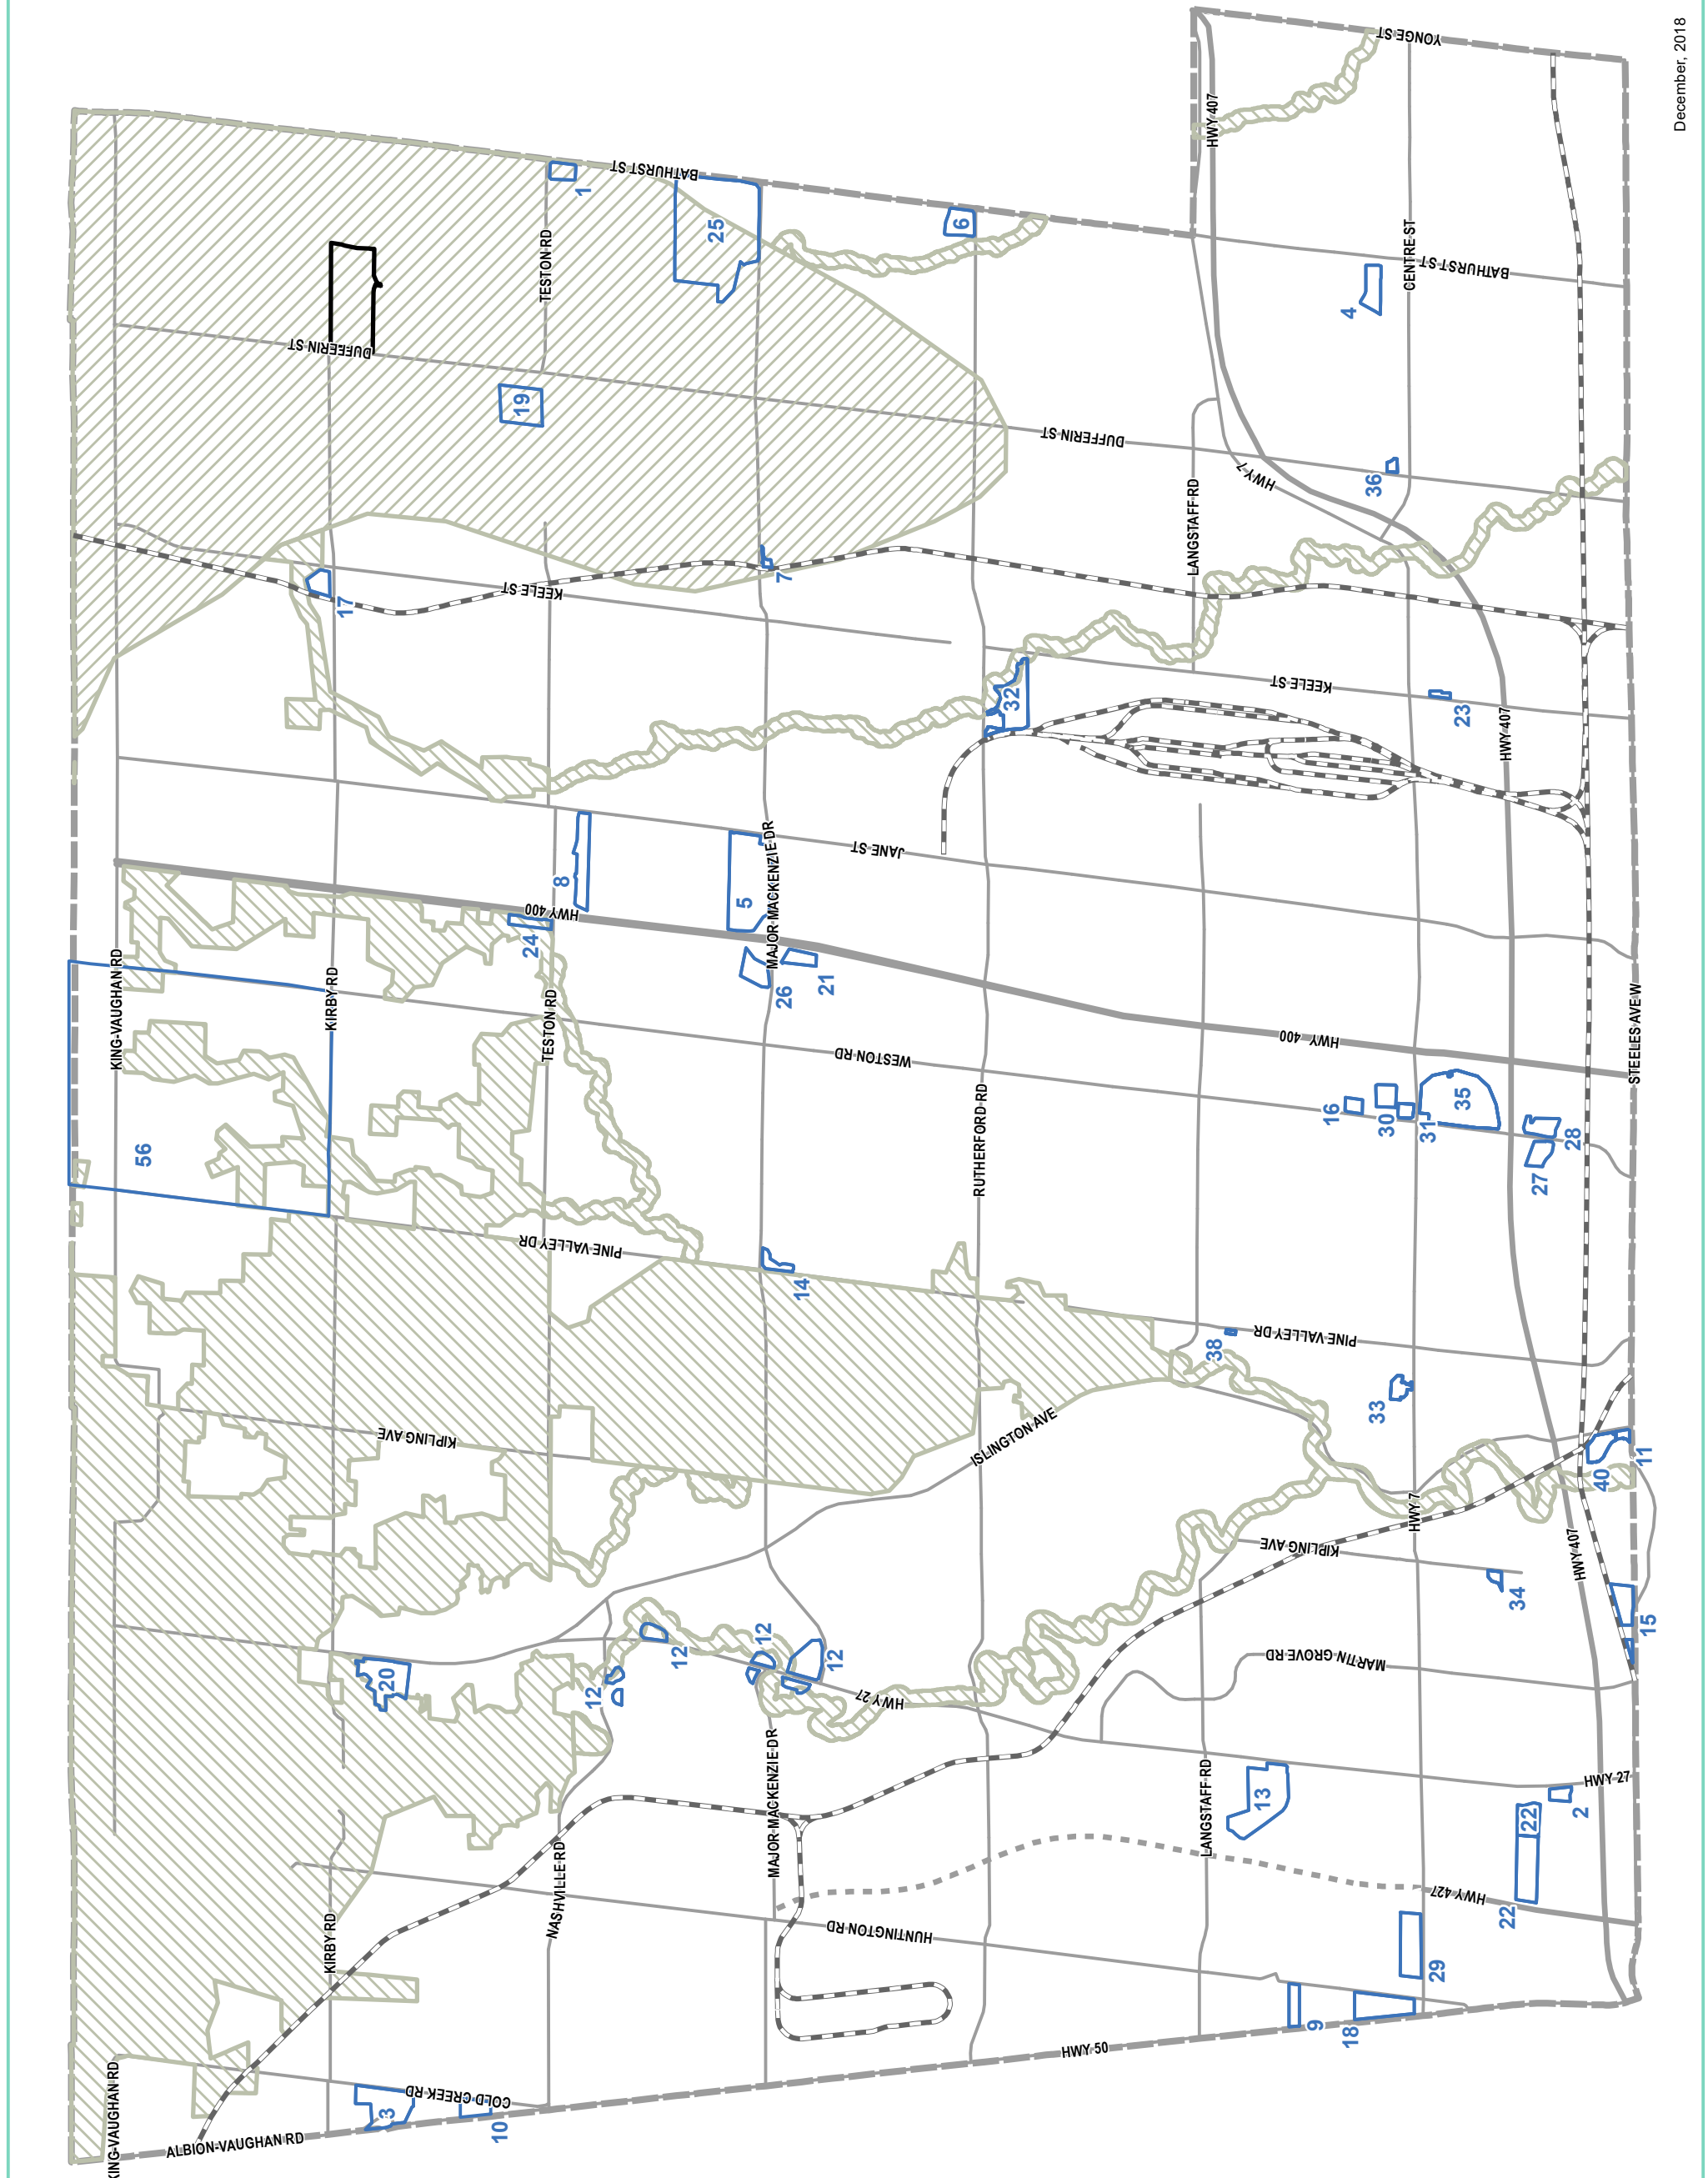 December, 2018
YONGE ST
HWY 407
BATHURST ST
1
TESTON RD
25
6
CENTRE ST
BATHURST ST
4
DUFFERIN ST
19
DUFFERIN ST
HWY 7
36
LANGSTAFF RD
17
KEELE ST
7
32
KEELE ST
23
HWY 407
8
HWY 400
24
5
MAJOR MACKENZIE DR
JANE ST
26
21
KING-VAUGHAN RD
KIRBY RD
TESTON RD
WESTON RD
HWY 400
STEELES AVE W
56
RUTHERFORD RD
16
30
31
35
28
27
PINE VALLEY DR
14
38
PINE VALLEY DR
33
KIPLING AVE
ISLINGTON AVE
11
40
HWY 7
KIPLING AVE
HWY 407
34
15
20
12
12
12
12
HWY 27
MARTIN GROVE RD
MAJOR MACKENZIE DR
LANGSTAFF RD
13
HWY 27
2
22
22
HWY 427
NASHVILLE RD
KIRBY RD
HUNTINGTON RD
29
9
18
HWY 50
KING-VAUGHAN RD
COLD CREEK RD
3
10
ALBION-VAUGHAN RD